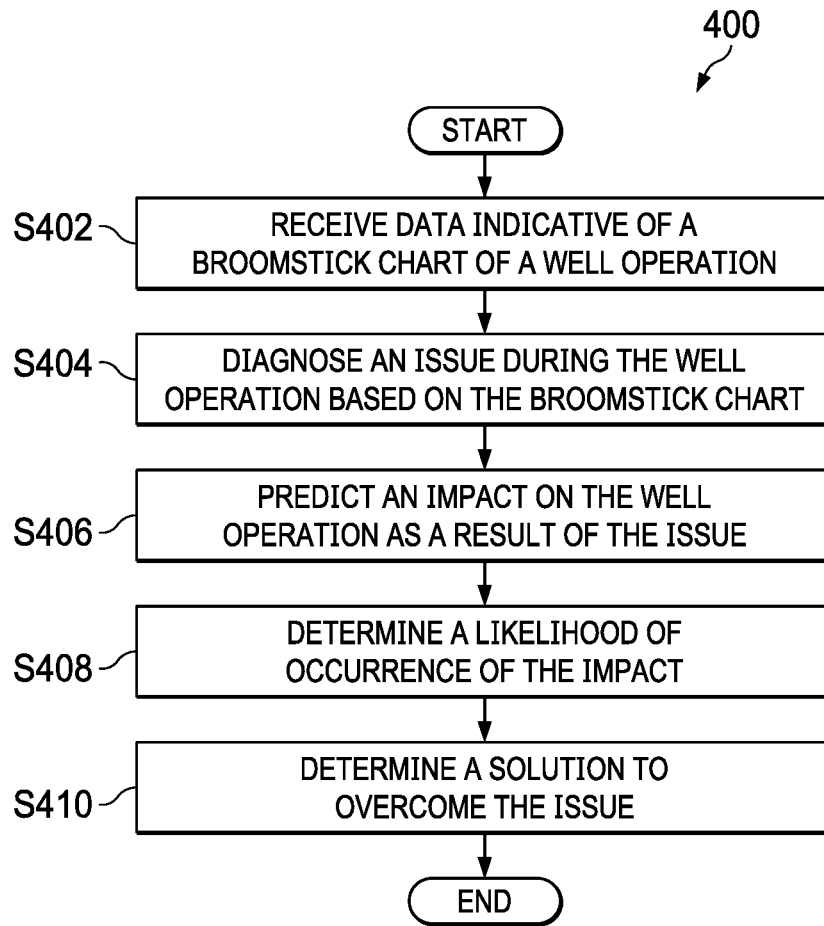 400
START
S402
RECEIVE DATA INDICATIVE OF A
BROOMSTICK CHART OF A WELL OPERATION
S404
DIAGNOSE AN ISSUE DURING THE WELL
OPERATION BASED ON THE BROOMSTICK CHART
S406
PREDICT AN IMPACT ON THE WELL
OPERATION AS A RESULT OF THE ISSUE
S408
DETERMINE A LIKELIHOOD OF
OCCURRENCE OF THE IMPACT
S410
DETERMINE A SOLUTION TO
OVERCOME THE ISSUE
END